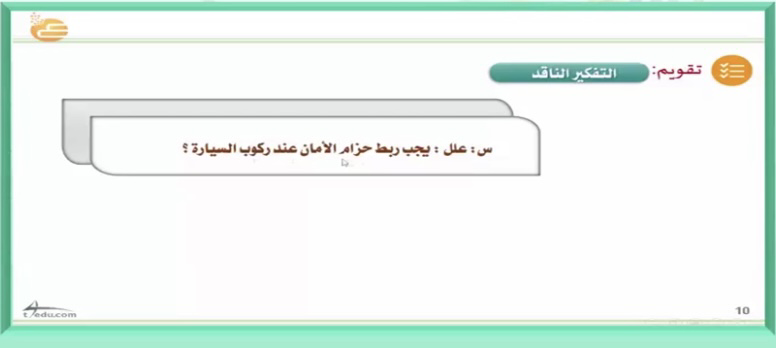 تقويم:
التفكير الناقد
س: علل : يجب ربط حزام الأمان عند ركوب السيارة ؟
t4edu.com
10